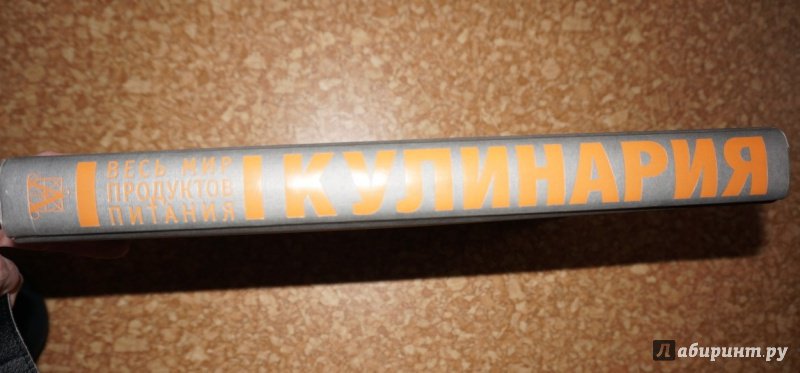 ВЕСЬ МИР
ПРОДУКТОВ
ПИТАНИЯ
КУЛИНАРИЯ
Лабиринт.ру